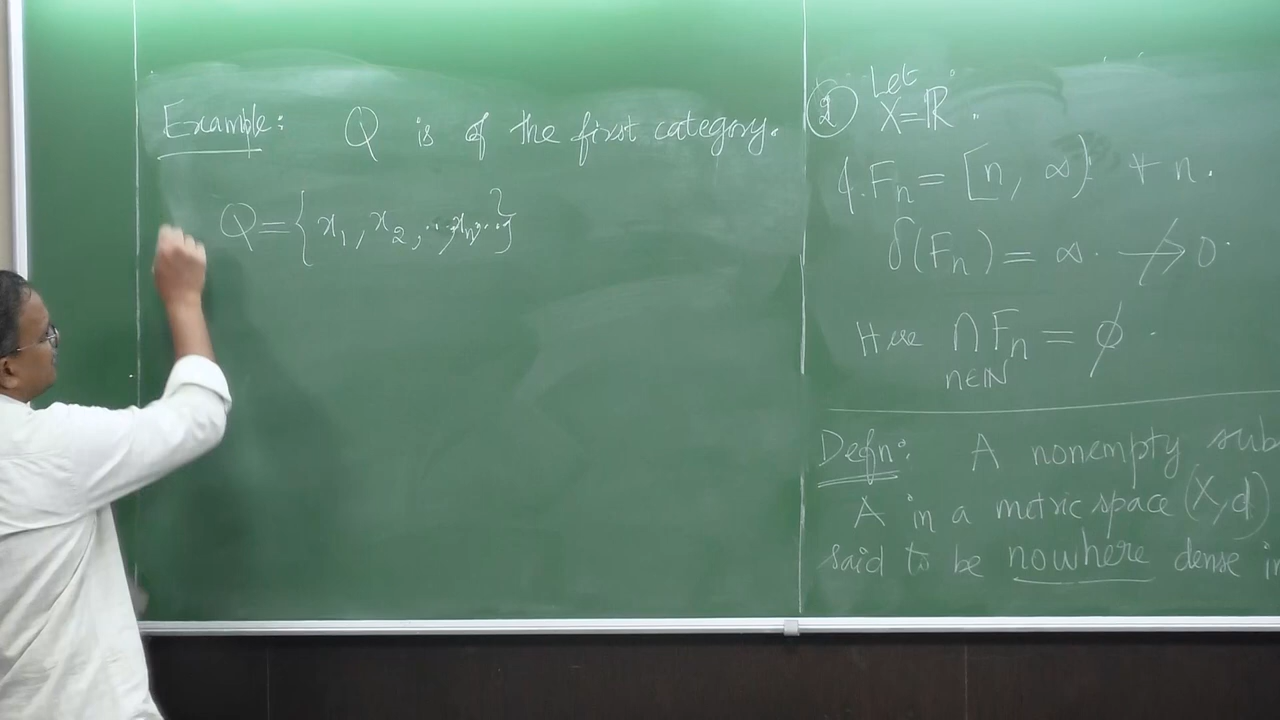 Example: Q is of the first category.
Q = { x₁, x₂, ..., xₙ, ... }
② Let
X = ℝ.
Fₙ = [n, ∞) ∀ n.
δ(Fₙ) = ∞. ↛ 0.
Here ∩ Fₙ = ϕ.
n∈ℕ
Defn: A nonempty sub
A in a metric space (X, d)
said to be nowhere dense in